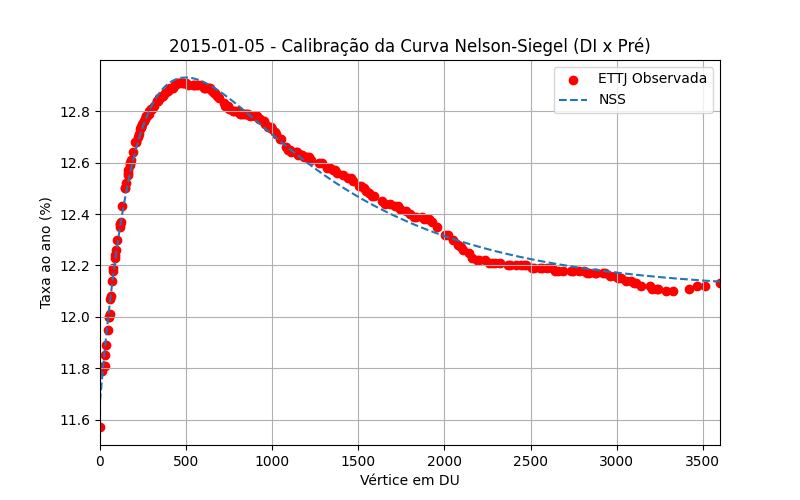 2015-01-05 - Calibração da Curva Nelson-Siegel (DI x Pré)
ETTJ Observada
NSS
Taxa ao ano (%)
12.8
12.6
12.4
12.2
12.0
11.8
11.6
0 500 1000 1500 2000 2500 3000 3500
Vértice em DU